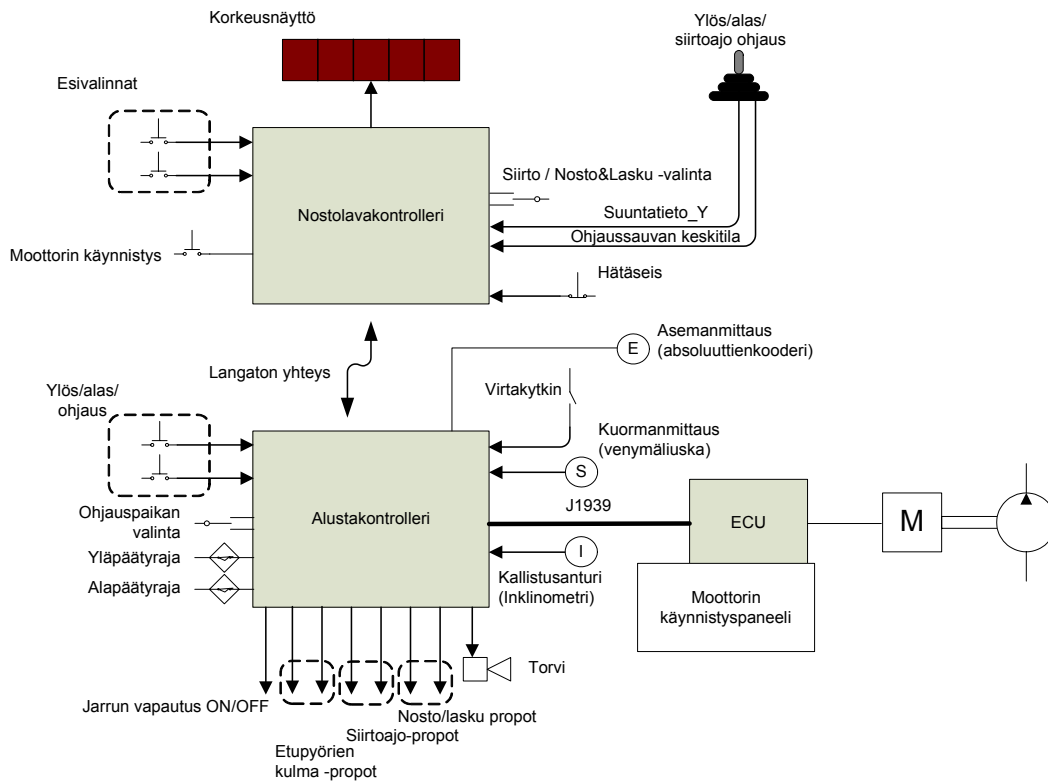 Korkeusnäyttö
Ylös/alas/
siirtoajo ohjaus
Esivalinnat
Siirto / Nosto&Lasku -valinta
Nostolavakontrolleri
Suuntatieto_Y
Ohjaussauvan keskitila
Moottorin käynnistys
Hätäseis
Asemanmittaus
(absoluuttienkooderi)
E
Langaton yhteys
Virtakytkin
Ylös/alas/
ohjaus
Kuormanmittaus
(venymäliuska)
S
J1939
Ohjauspaikan
valinta
Alustakontrolleri
ECU
M
Yläpäätyraja
I
Kallistusanturi
(Inklinometri)
Alapäätyraja
Moottorin
käynnistyspaneeli
Torvi
Jarrun vapautus ON/OFF
Nosto/lasku propot
Siirtoajo-propot
Etupyörien
kulma -propot